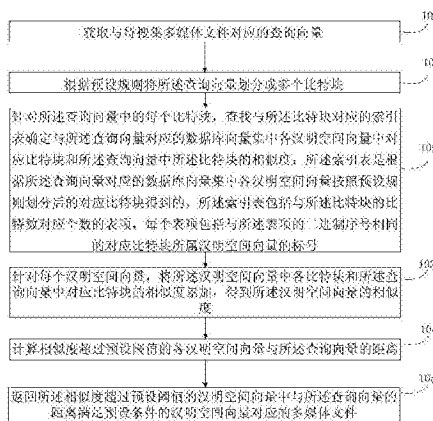 获取与待搜集多媒体文件对应的查询向量
根据预设规则将所述查询向量划分成多个比特块
针对所述查询向量中的每个比特块，查找与所述比特块对应的索引
表确定与所述查询向量对应的数据库向量集中各汉明空间向量中对
应比特块和所述查询向量中所述比特块的相似度，所述索引表是根
据所述查询向量对应的数据库向量集中各汉明空间向量按照预设规
则划分后的对应比特块得到的，所述索引表包括与所述比特块的比
特数对应个数的表项，每个表项包括与所述表项的二进制序号相同
的对应比特块所属汉明空间向量的标号
针对每个汉明空间向量，将所述汉明空间向量中各比特块和所述查
询向量中对应比特块的相似度累加，得到所述汉明空间向量的相似
度
计算相似度超过预设阈值的各汉明空间向量与所述查询向量的距离
返回所述相似度超过预设阈值的汉明空间向量中与所述查询向量的
距离满足预设条件的汉明空间向量对应的多媒体文件